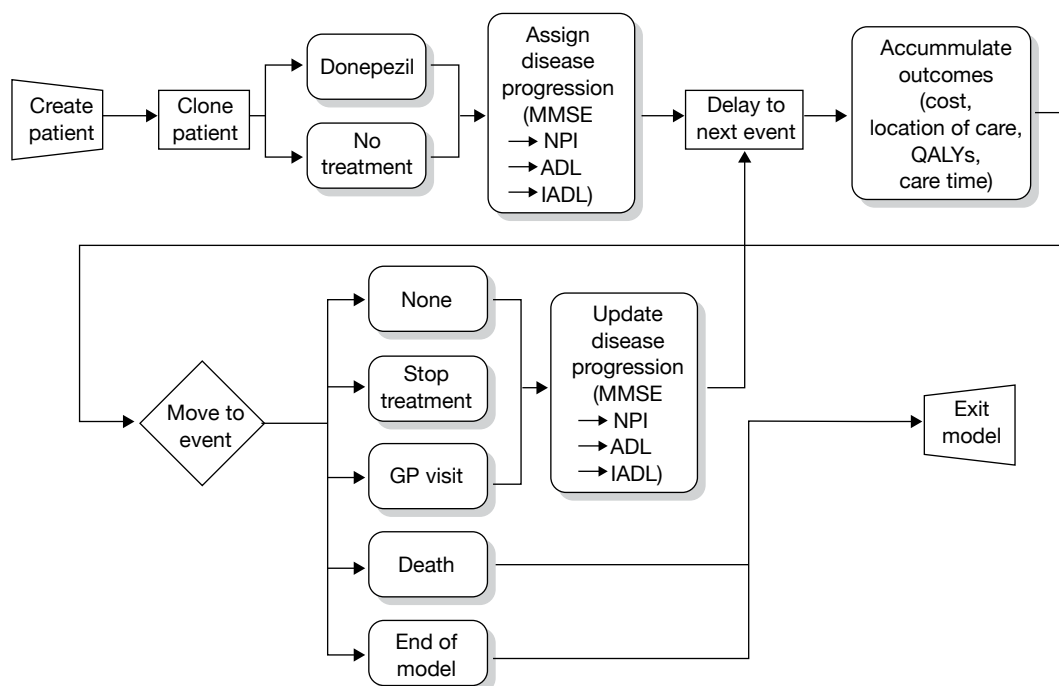 Create
patient
Clone
patient
Donepezil
No
treatment
Assign
disease
progression
(MMSE
NPI
ADL
IADL)
Delay to
next event
Accummulate
outcomes
(cost,
location of care,
QALYs,
care time)
Move to
event
None
Stop
treatment
GP visit
Death
End of
model
Update
disease
progression
(MMSE
NPI
ADL
IADL)
Exit
model